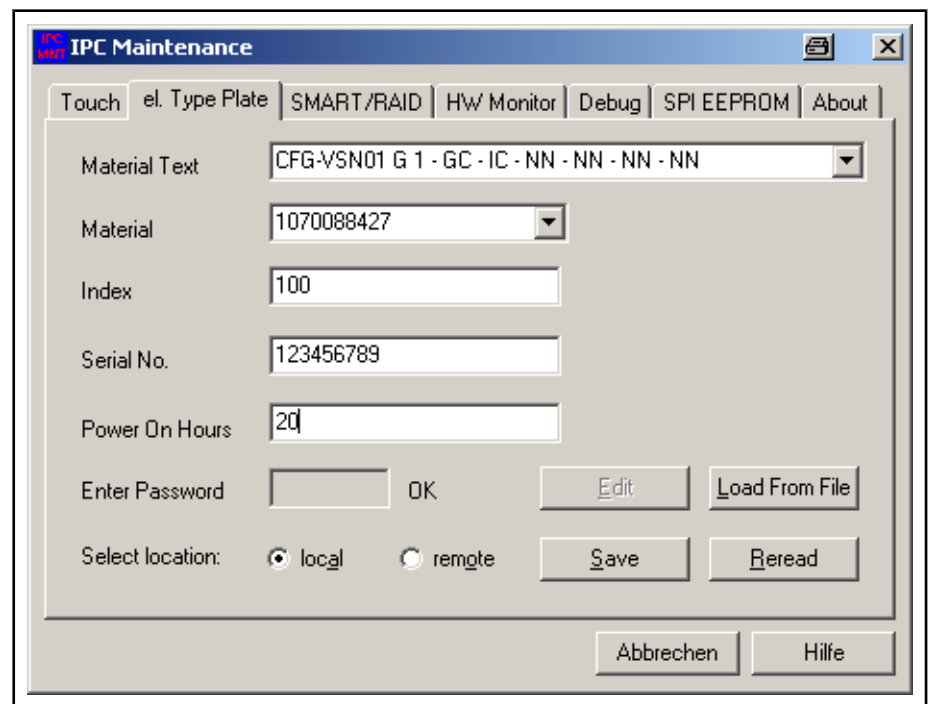 IPC MNT IPC Maintenance
Touch el. Type Plate SMART/RAID HW Monitor Debug SPI EEPROM About
Material Text CFG-VSN01 G 1 - GC - IC - NN - NN - NN - NN
Material 1070088427
Index 100
Serial No. 123456789
Power On Hours 20
Enter Password OK Edit Load From File
Select location: local remote Save Reread
Abbrechen Hilfe